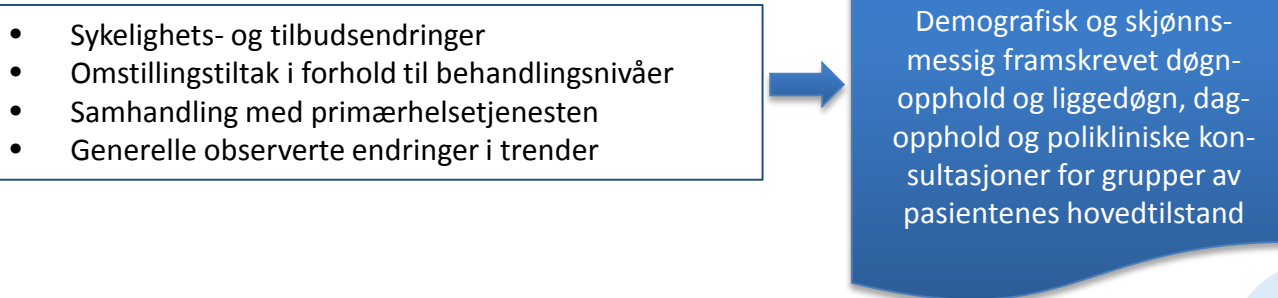 • Sykelighets- og tilbudsendringer
• Omstillingstiltak i forhold til behandlingsnivåer
• Samhandling med primærhelsetjenesten
• Generelle observerte endringer i trender
Demografisk og skjønns-
messig framskrevet døgn-
opphold og liggedøgn, dag-
opphold og polikliniske kon-
sultasjoner for grupper av
pasientenes hovedtilstand